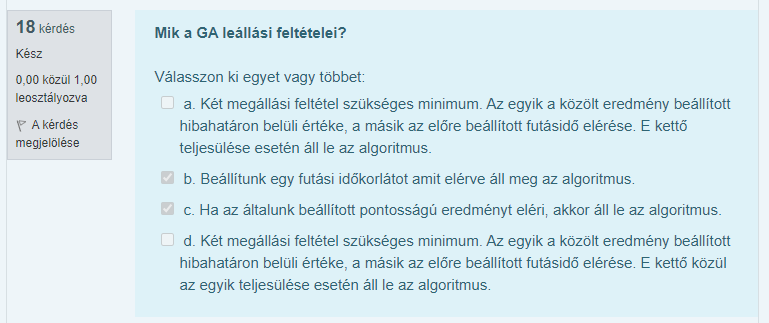 18 kérdés
Kész
0,00 közül 1,00
leosztályozva
A kérdés
megjelölése
Mik a GA leállási feltételei?
Válasszon ki egyet vagy többet:
a. Két megállási feltétel szükséges minimum. Az egyik a közölt eredmény beállított
hibahatáron belüli értéke, a másik az előre beállított futásidő elérése. E kettő
teljesülése esetén áll le az algoritmus.
b. Beállítunk egy futási időkorlátot amit elérve áll meg az algoritmus.
c. Ha az általunk beállított pontosságú eredményt eléri, akkor áll le az algoritmus.
d. Két megállási feltétel szükséges minimum. Az egyik a közölt eredmény beállított
hibahatáron belüli értéke, a másik az előre beállított futásidő elérése. E kettő közül
az egyik teljesülése esetén áll le az algoritmus.